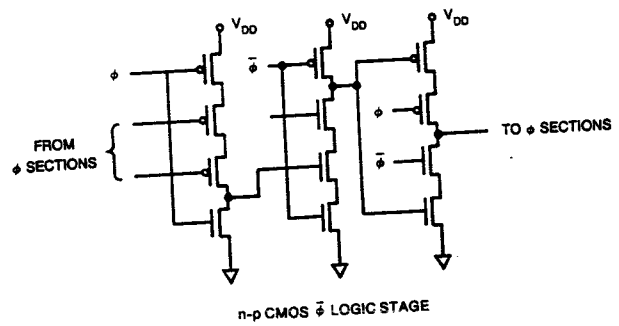 V_DD
V_DD
V_DD
ϕ
ϕ̅
ϕ
FROM
ϕ SECTIONS
TO ϕ SECTIONS
ϕ̅
n-p CMOS ϕ̅ LOGIC STAGE